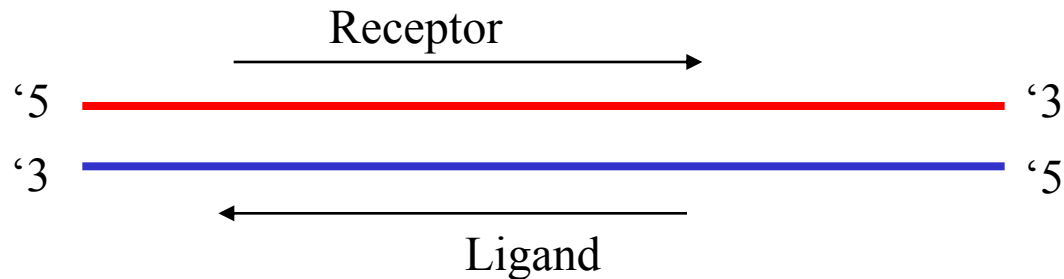 Receptor
‘5 ‘3
‘3 ‘5
Ligand